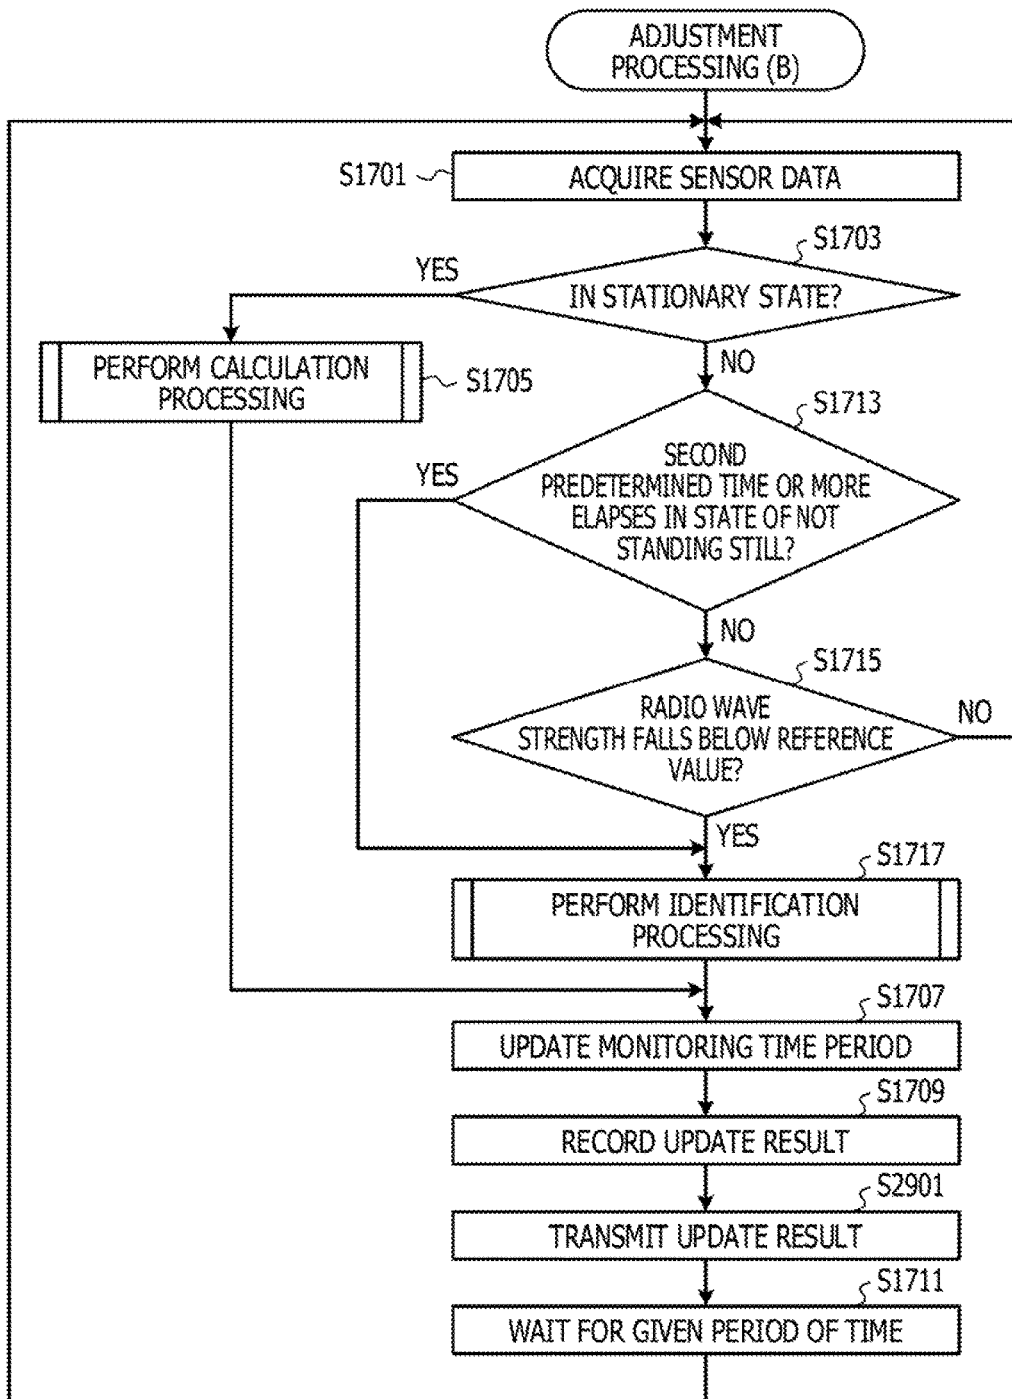 ADJUSTMENT
PROCESSING (B)
S1701
ACQUIRE SENSOR DATA
S1703
YES
IN STATIONARY STATE?
NO
PERFORM CALCULATION
PROCESSING
S1705
S1713
YES
SECOND
PREDETERMINED TIME OR MORE
ELAPSES IN STATE OF NOT
STANDING STILL?
NO
S1715
RADIO WAVE
STRENGTH FALLS BELOW REFERENCE
VALUE?
NO
YES
S1717
PERFORM IDENTIFICATION
PROCESSING
S1707
UPDATE MONITORING TIME PERIOD
S1709
RECORD UPDATE RESULT
S2901
TRANSMIT UPDATE RESULT
S1711
WAIT FOR GIVEN PERIOD OF TIME